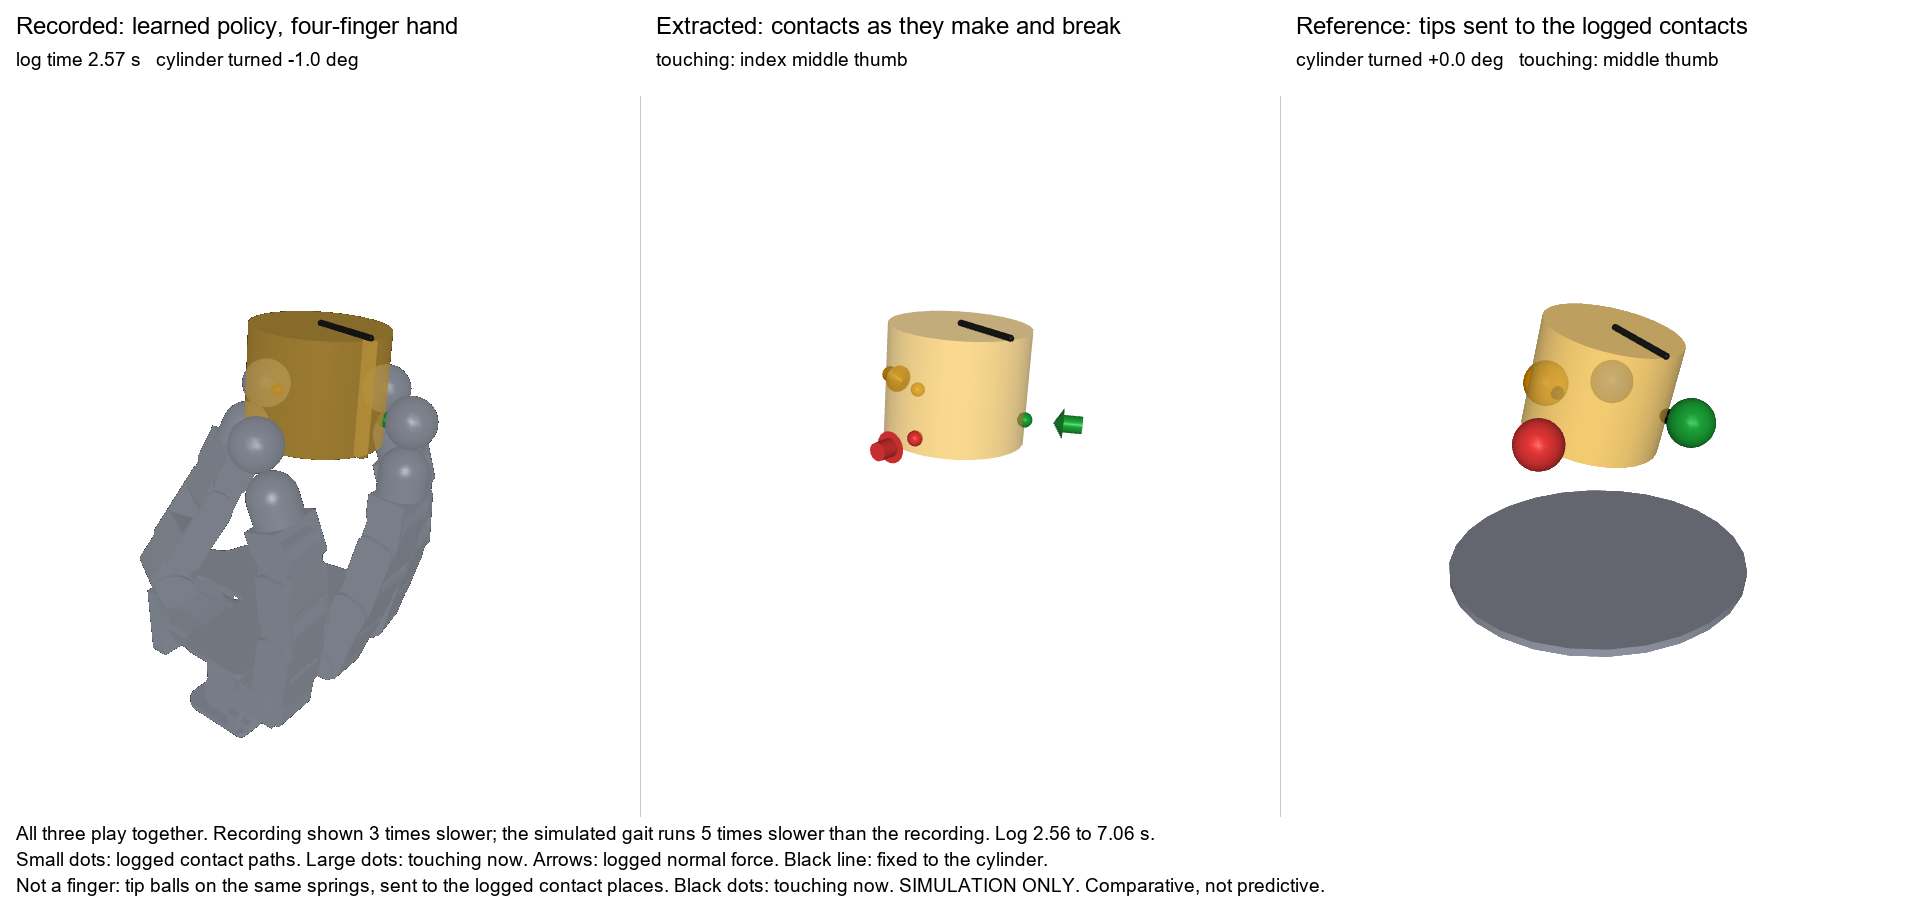 Recorded: learned policy, four-finger hand
log time 2.57 s   cylinder turned -1.0 deg
Extracted: contacts as they make and break
touching: index middle thumb
Reference: tips sent to the logged contacts
cylinder turned +0.0 deg   touching: middle thumb
All three play together. Recording shown 3 times slower; the simulated gait runs 5 times slower than the recording. Log 2.56 to 7.06 s.
Small dots: logged contact paths. Large dots: touching now. Arrows: logged normal force. Black line: fixed to the cylinder.
Not a finger: tip balls on the same springs, sent to the logged contact places. Black dots: touching now. SIMULATION ONLY. Comparative, not predictive.